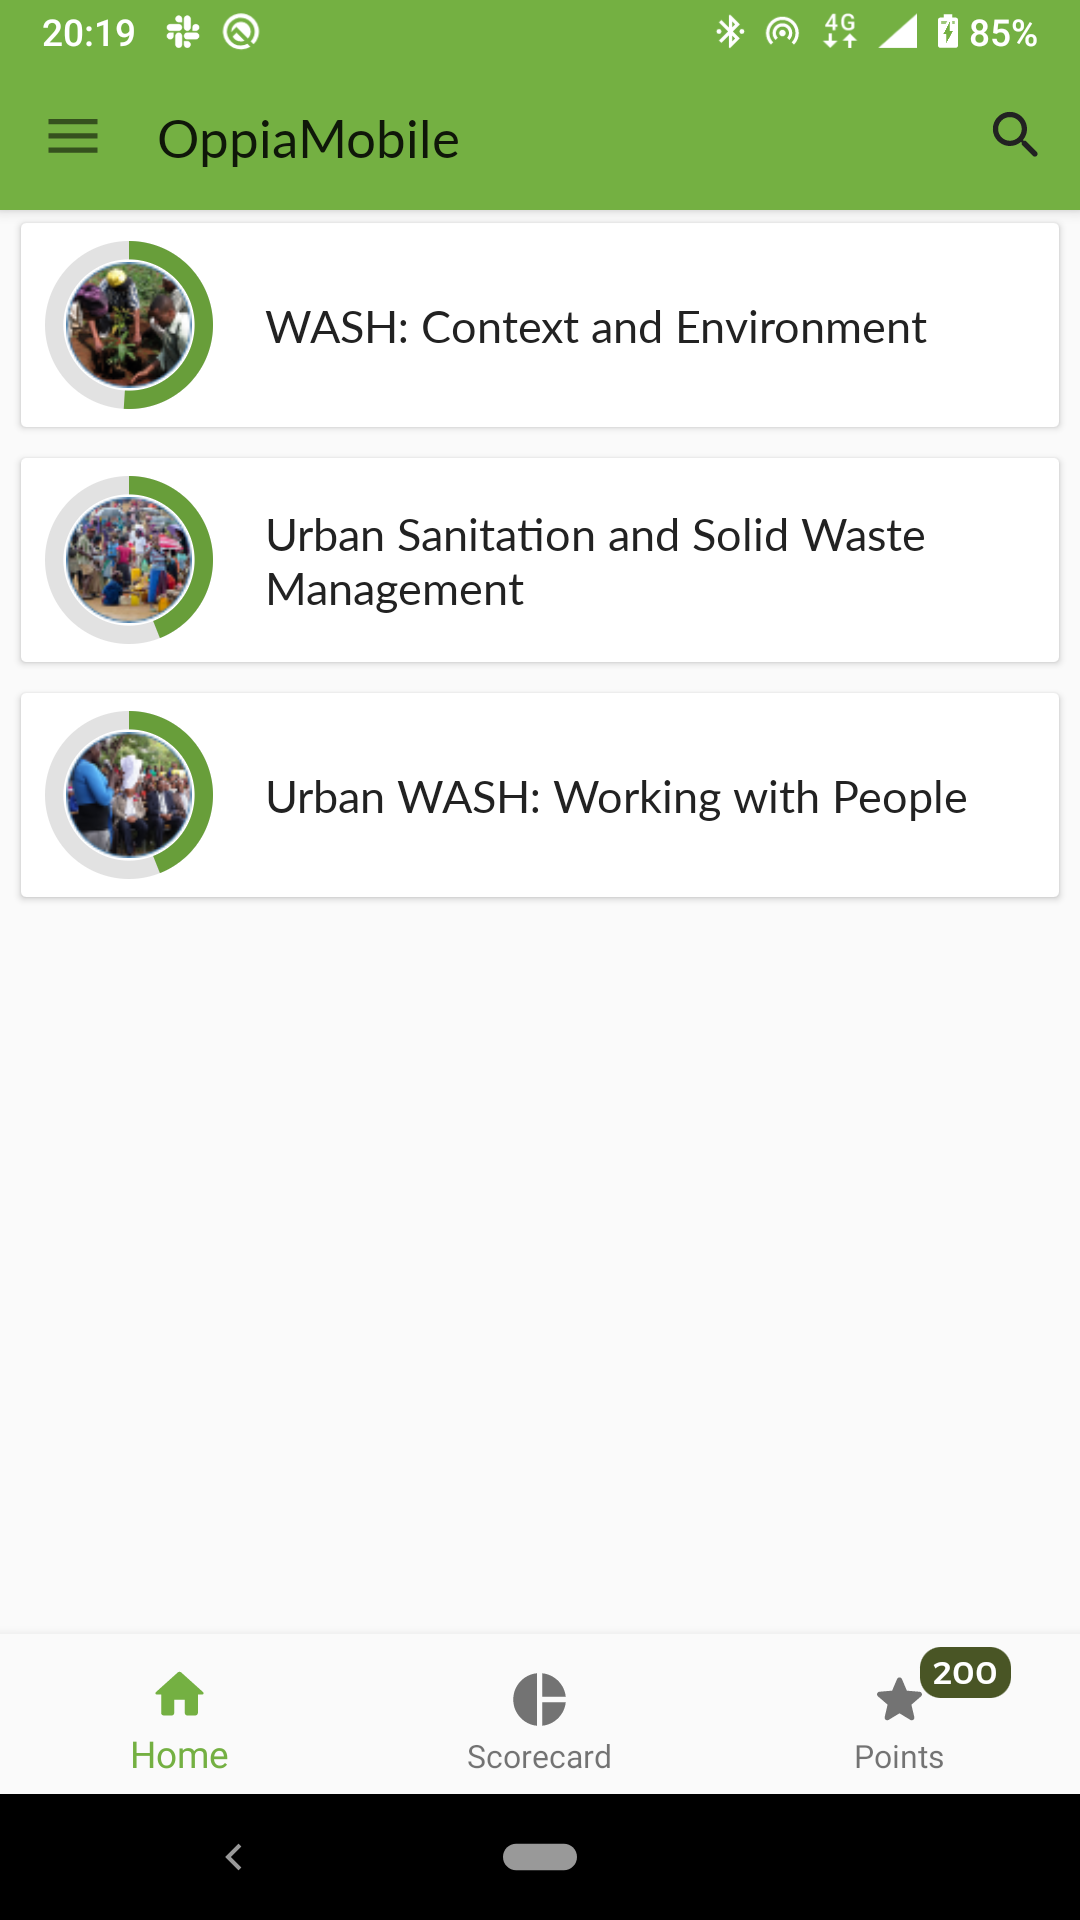 20:19
4G
85%
OppiaMobile
WASH: Context and Environment
Urban Sanitation and Solid Waste
Management
Urban WASH: Working with People
200
Home
Scorecard
Points